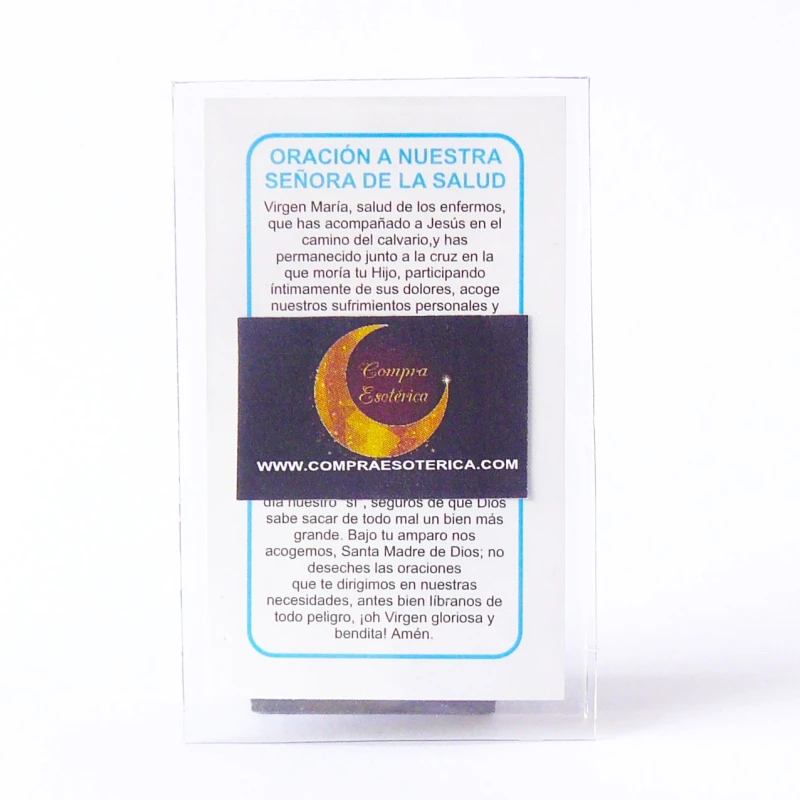 ORACIÓN A NUESTRA
SEÑORA DE LA SALUD
Virgen María, salud de los enfermos,
que has acompañado a Jesús en el
camino del calvario,y has
permanecido junto a la cruz en la
que moría tu Hijo, participando
íntimamente de sus dolores, acoge
nuestros sufrimientos personales y
Compra
Esotérica
WWW.COMPRAESOTERICA.COM
día nuestro "sí", seguros de que Dios
sabe sacar de todo mal un bien más
grande. Bajo tu amparo nos
acogemos, Santa Madre de Dios; no
deseches las oraciones
que te dirigimos en nuestras
necesidades, antes bien líbranos de
todo peligro, ¡oh Virgen gloriosa y
bendita! Amén.